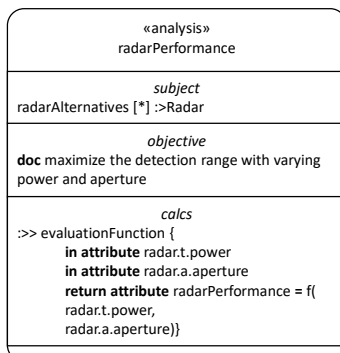 «analysis»
radarPerformance
subject
radarAlternatives [*] :>Radar
objective
doc maximize the detection range with varying
power and aperture
calcs
:>> evaluationFunction {
in attribute radar.t.power
in attribute radar.a.aperture
return attribute radarPerformance = f(
radar.t.power,
radar.a.aperture)}